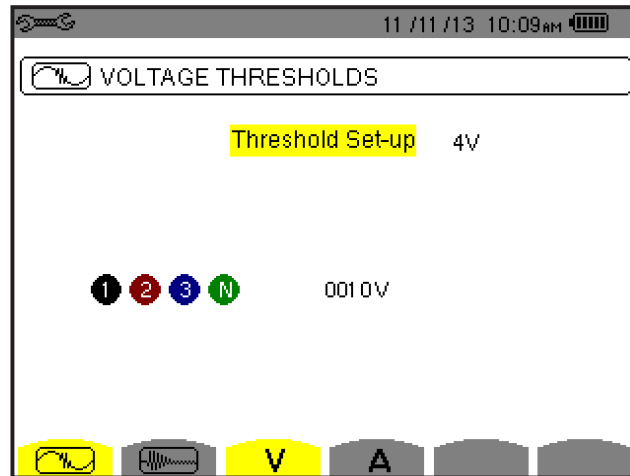 11 /11 /13 10:09AM
VOLTAGE THRESHOLDS
Threshold Set-up 4V
1 2 3 N 0010V
V A